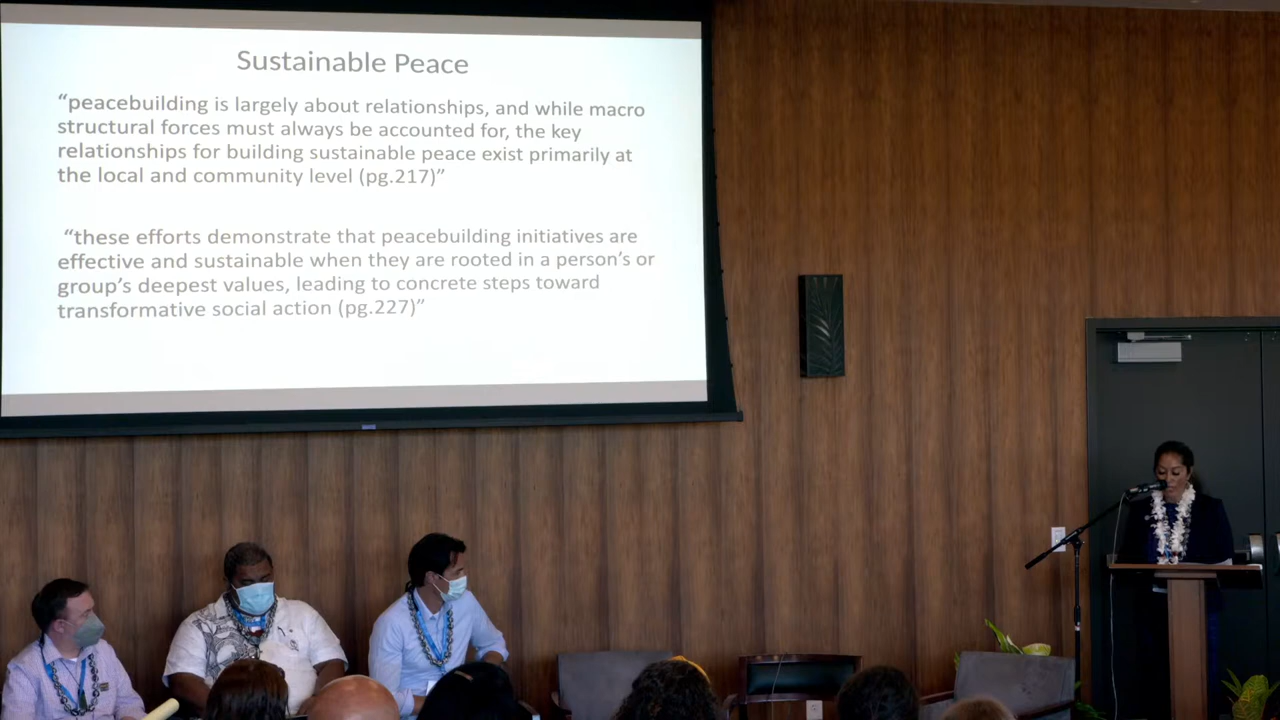 Sustainable Peace
“peacebuilding is largely about relationships, and while macro
structural forces must always be accounted for, the key
relationships for building sustainable peace exist primarily at
the local and community level (pg.217)”
“these efforts demonstrate that peacebuilding initiatives are
effective and sustainable when they are rooted in a person’s or
group’s deepest values, leading to concrete steps toward
transformative social action (pg.227)”